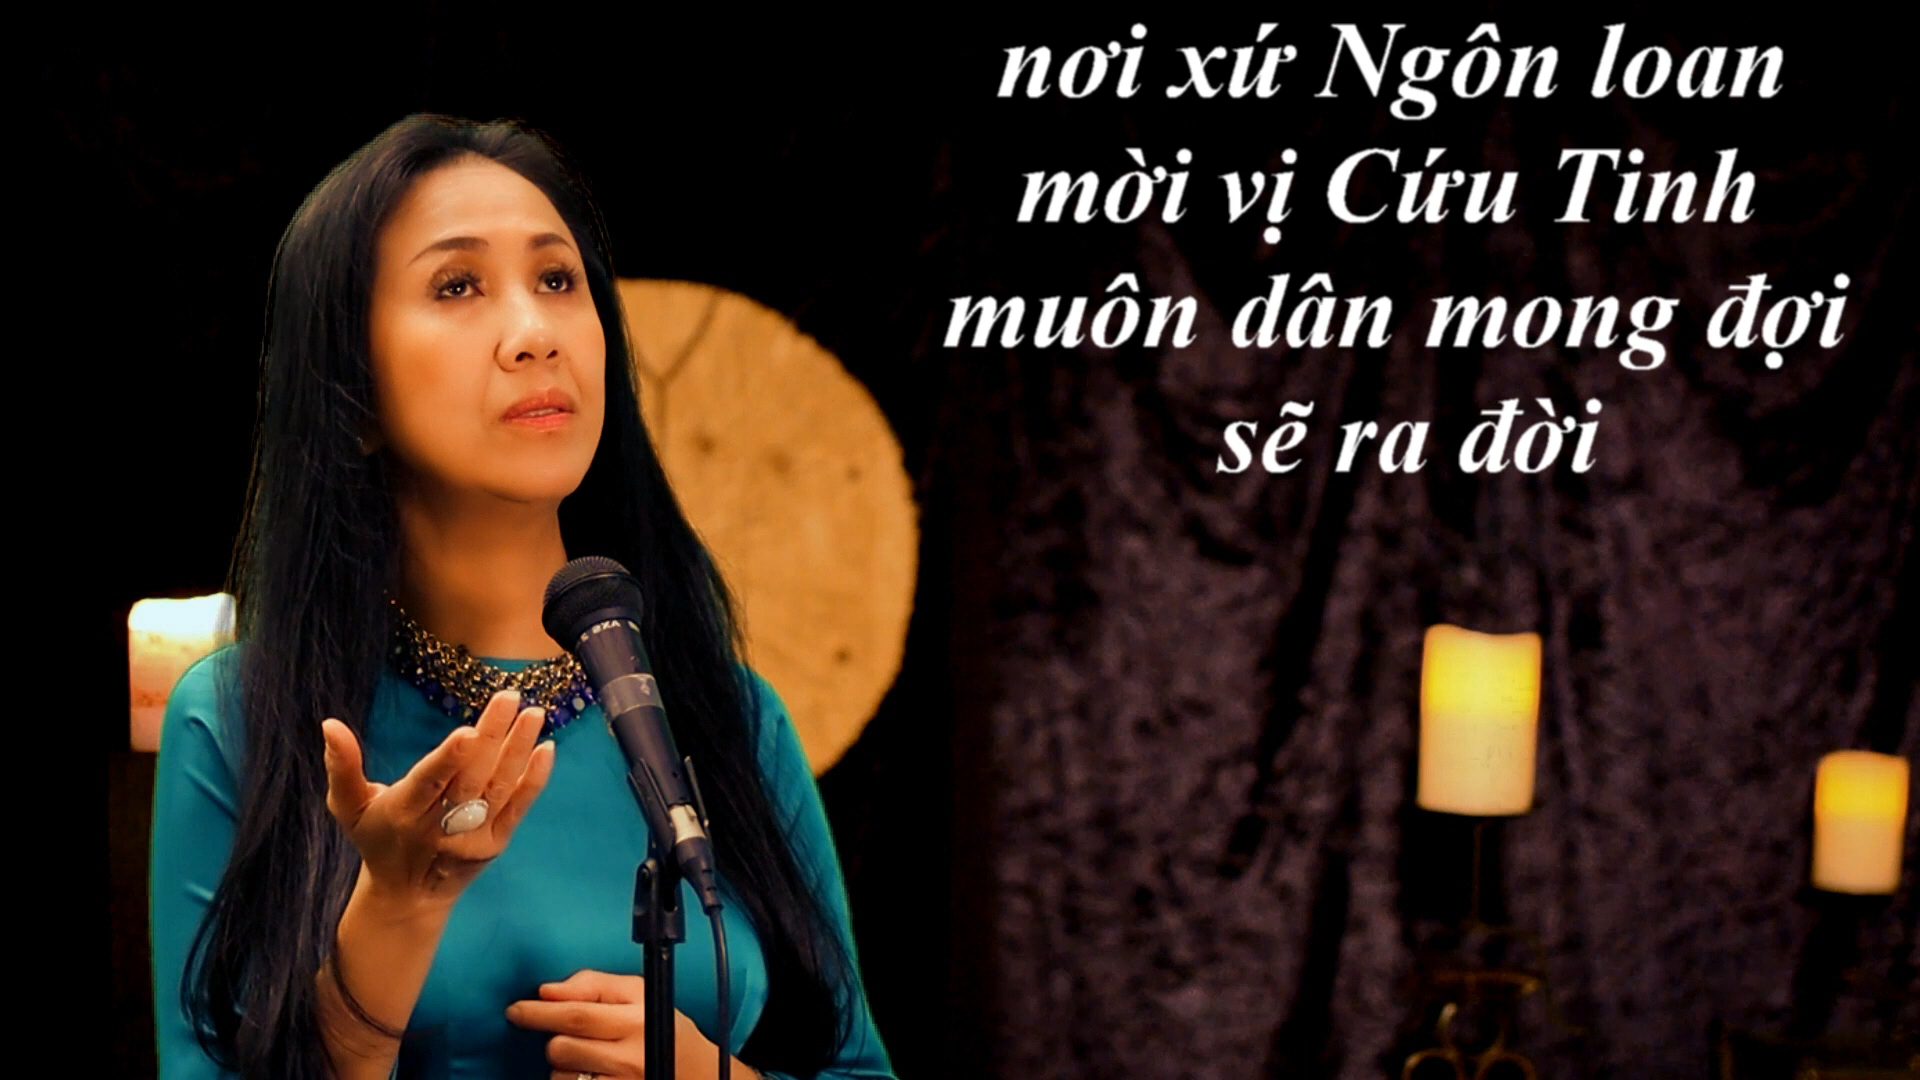 nơi xứ Ngôn loan
mời vị Cứu Tinh
muôn dân mong đợi
sẽ ra đời